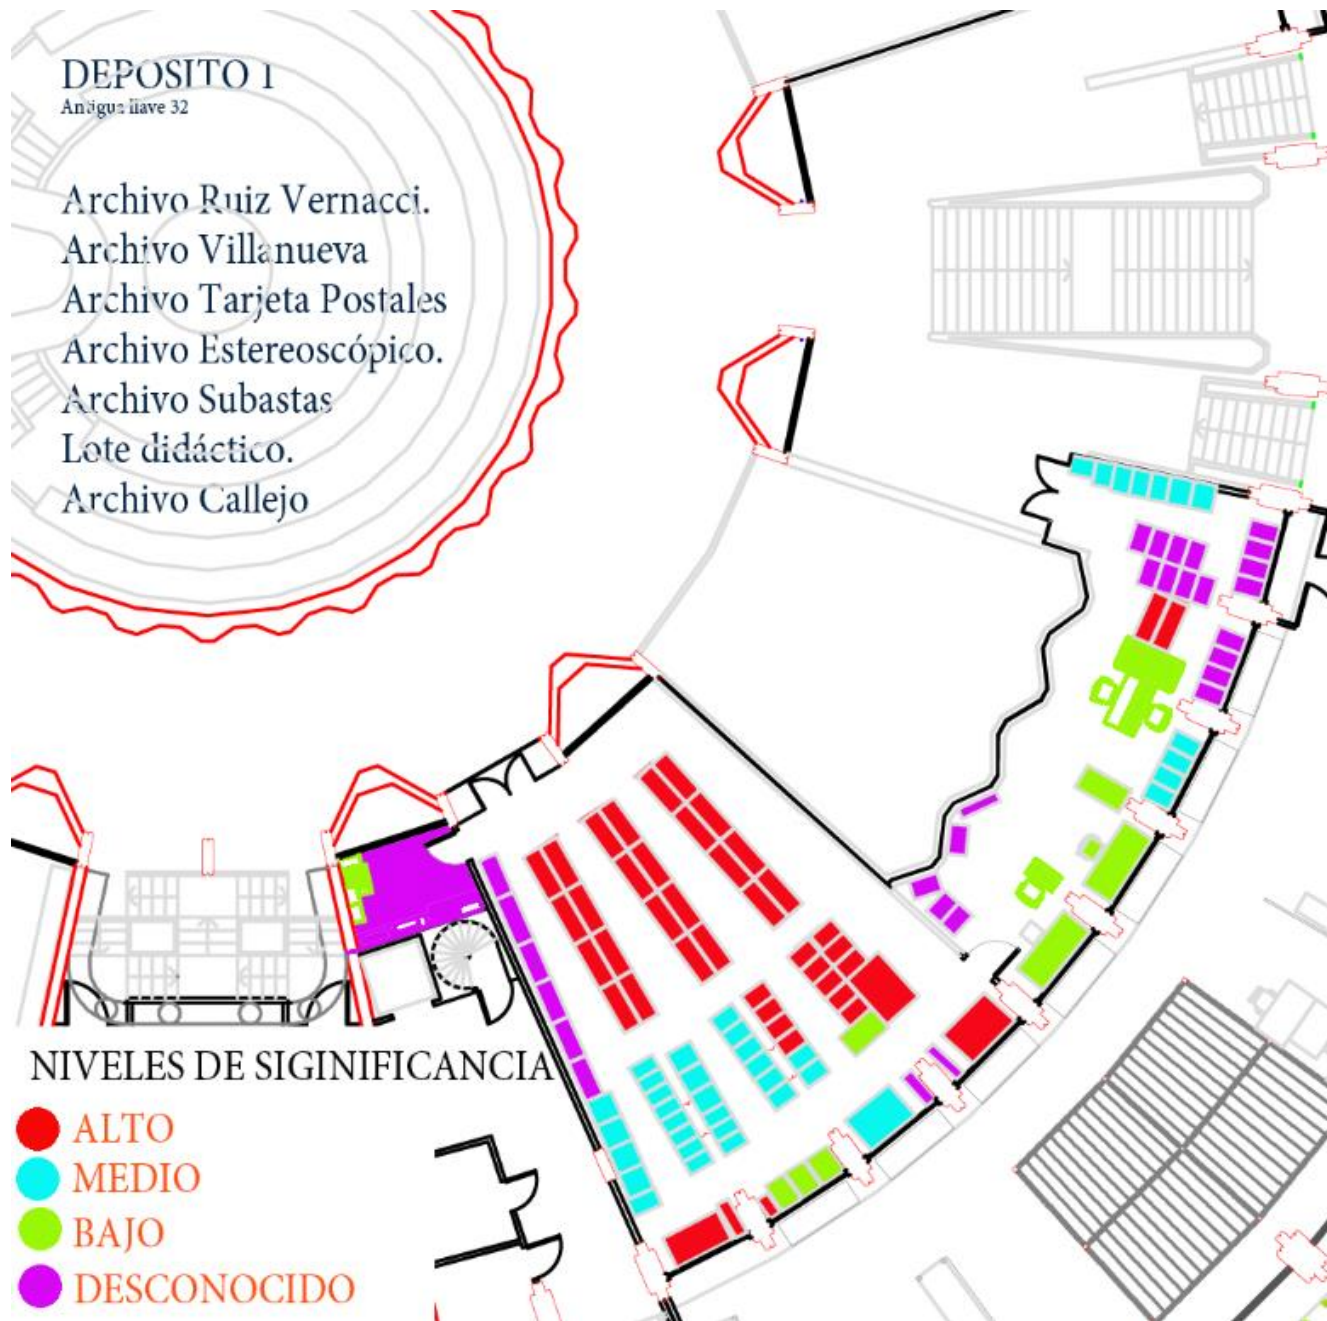 DEPOSITO 1
Antigua llave 32
Archivo Ruiz Vernacci.
Archivo Villanueva
Archivo Tarjeta Postales
Archivo Estereoscópico.
Archivo Subastas
Lote didáctico.
Archivo Callejo
NIVELES DE SIGINIFICANCIA
ALTO
MEDIO
BAJO
DESCONOCIDO